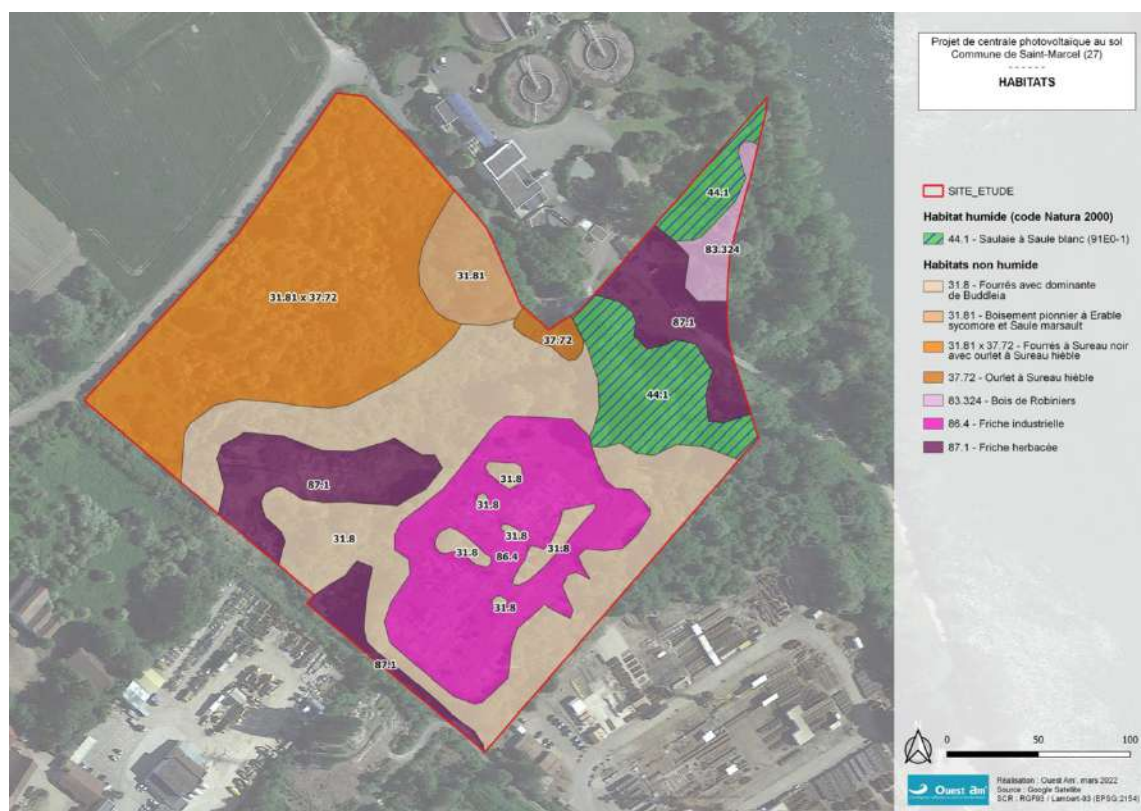 Projet de centrale photovoltaïque au sol
Commune de Saint-Marcel (27)
- - - - - -
HABITATS
SITE_ETUDE
Habitat humide (code Natura 2000)
44.1 - Saulaie à Saule blanc (91E0-1)
Habitats non humide
31.8 - Fourrés avec dominante
de Buddleia
31.81 - Boisement pionnier à Erable
sycomore et Saule marsault
31.81 x 37.72 - Fourrés à Sureau noir
avec ourlet à Sureau hièble
37.72 - Ourlet à Sureau hièble
83.324 - Bois de Robiniers
86.4 - Friche industrielle
87.1 - Friche herbacée
44.1
83.324
31.81
31.81 x 37.72
87.1
37.72
44.1
87.1
31.8
31.8
31.8
31.8
31.8
31.8
86.4
31.8
87.1
0 50 100
Ouest Am'
Réalisation : Ouest Am', mars 2022
Source : Google Satellite
SCR : RGF93 / Lambert-93 (EPSG:2154)